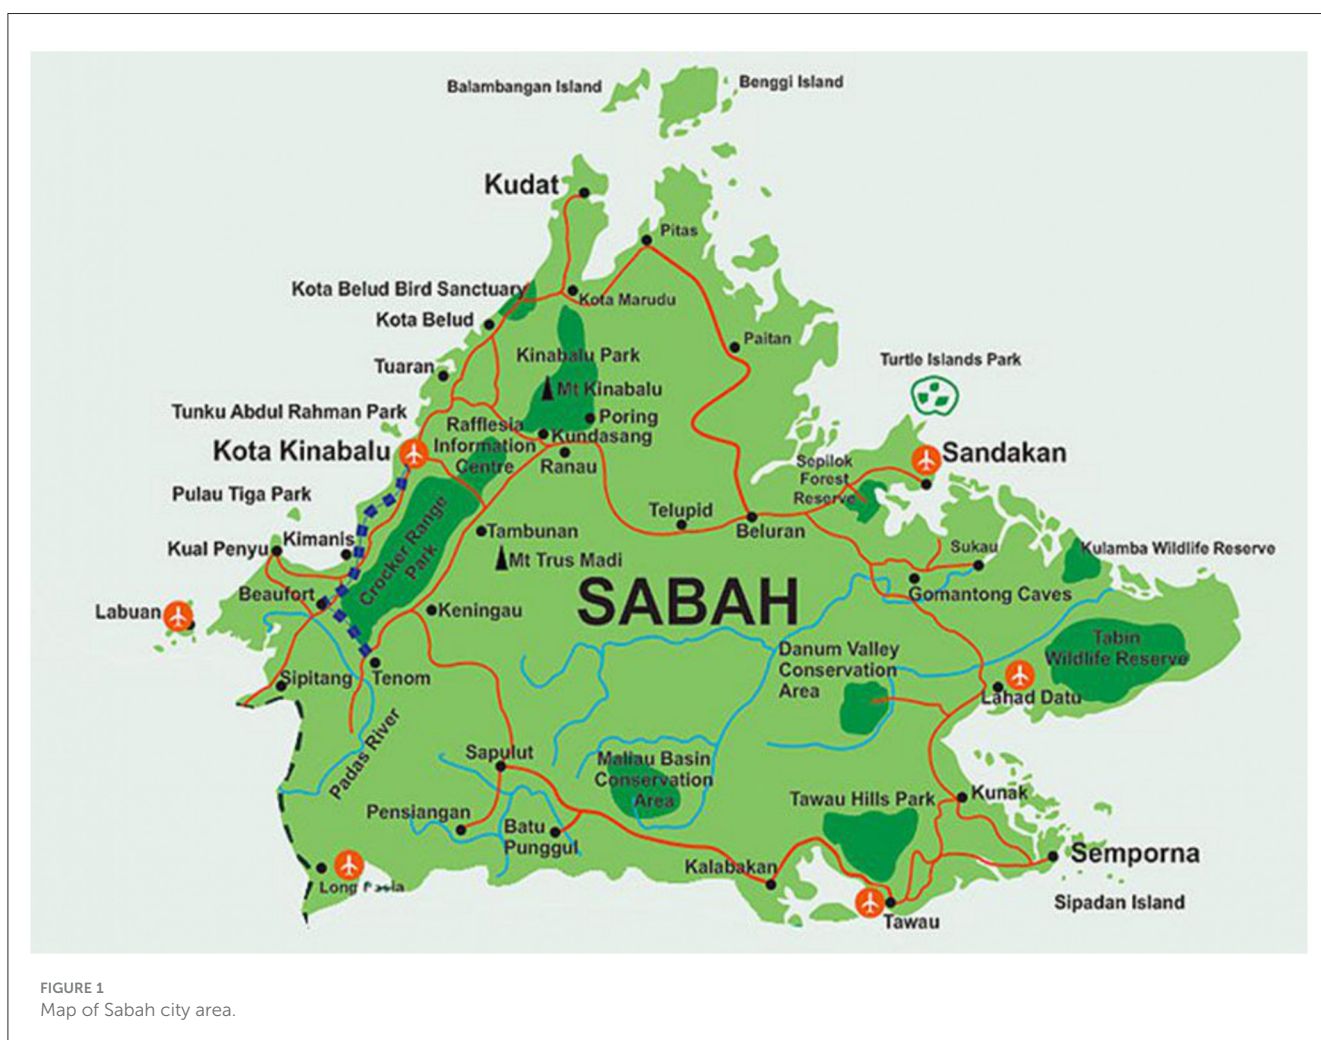 Balambangan Island
Benggi Island
Kudat
Pitas
Kota Belud Bird Sanctuary
Kota Marudu
Kota Belud
Paitan
Kinabalu Park
Tuaran
Turtle Islands Park
Mt Kinabalu
Tunku Abdul Rahman Park
Poring
Rafflesia
Information
Centre
Kundasang
Kota Kinabalu
Ranau
Sandakan
Sepilok
Forest
Reserve
Pulau Tiga Park
Telupid
Beluran
Tambunan
Kimanis
Kual Penyu
Crocker Range
Park
Mt Trus Madi
Sukau
Kulamba Wildlife Reserve
SABAH
Beaufort
Gomantong Caves
Labuan
Keningau
Tabin
Wildlife Reserve
Danum Valley
Conservation
Area
Sipitang
Tenom
Lahad Datu
Padas River
Sapulut
Maliau Basin
Conservation
Area
Tawau Hills Park
Kunak
Pensiangan
Batu
Punggul
Kalabakan
Semporna
Long
Sipadan Island
Tawau
FIGURE 1
Map of Sabah city area.